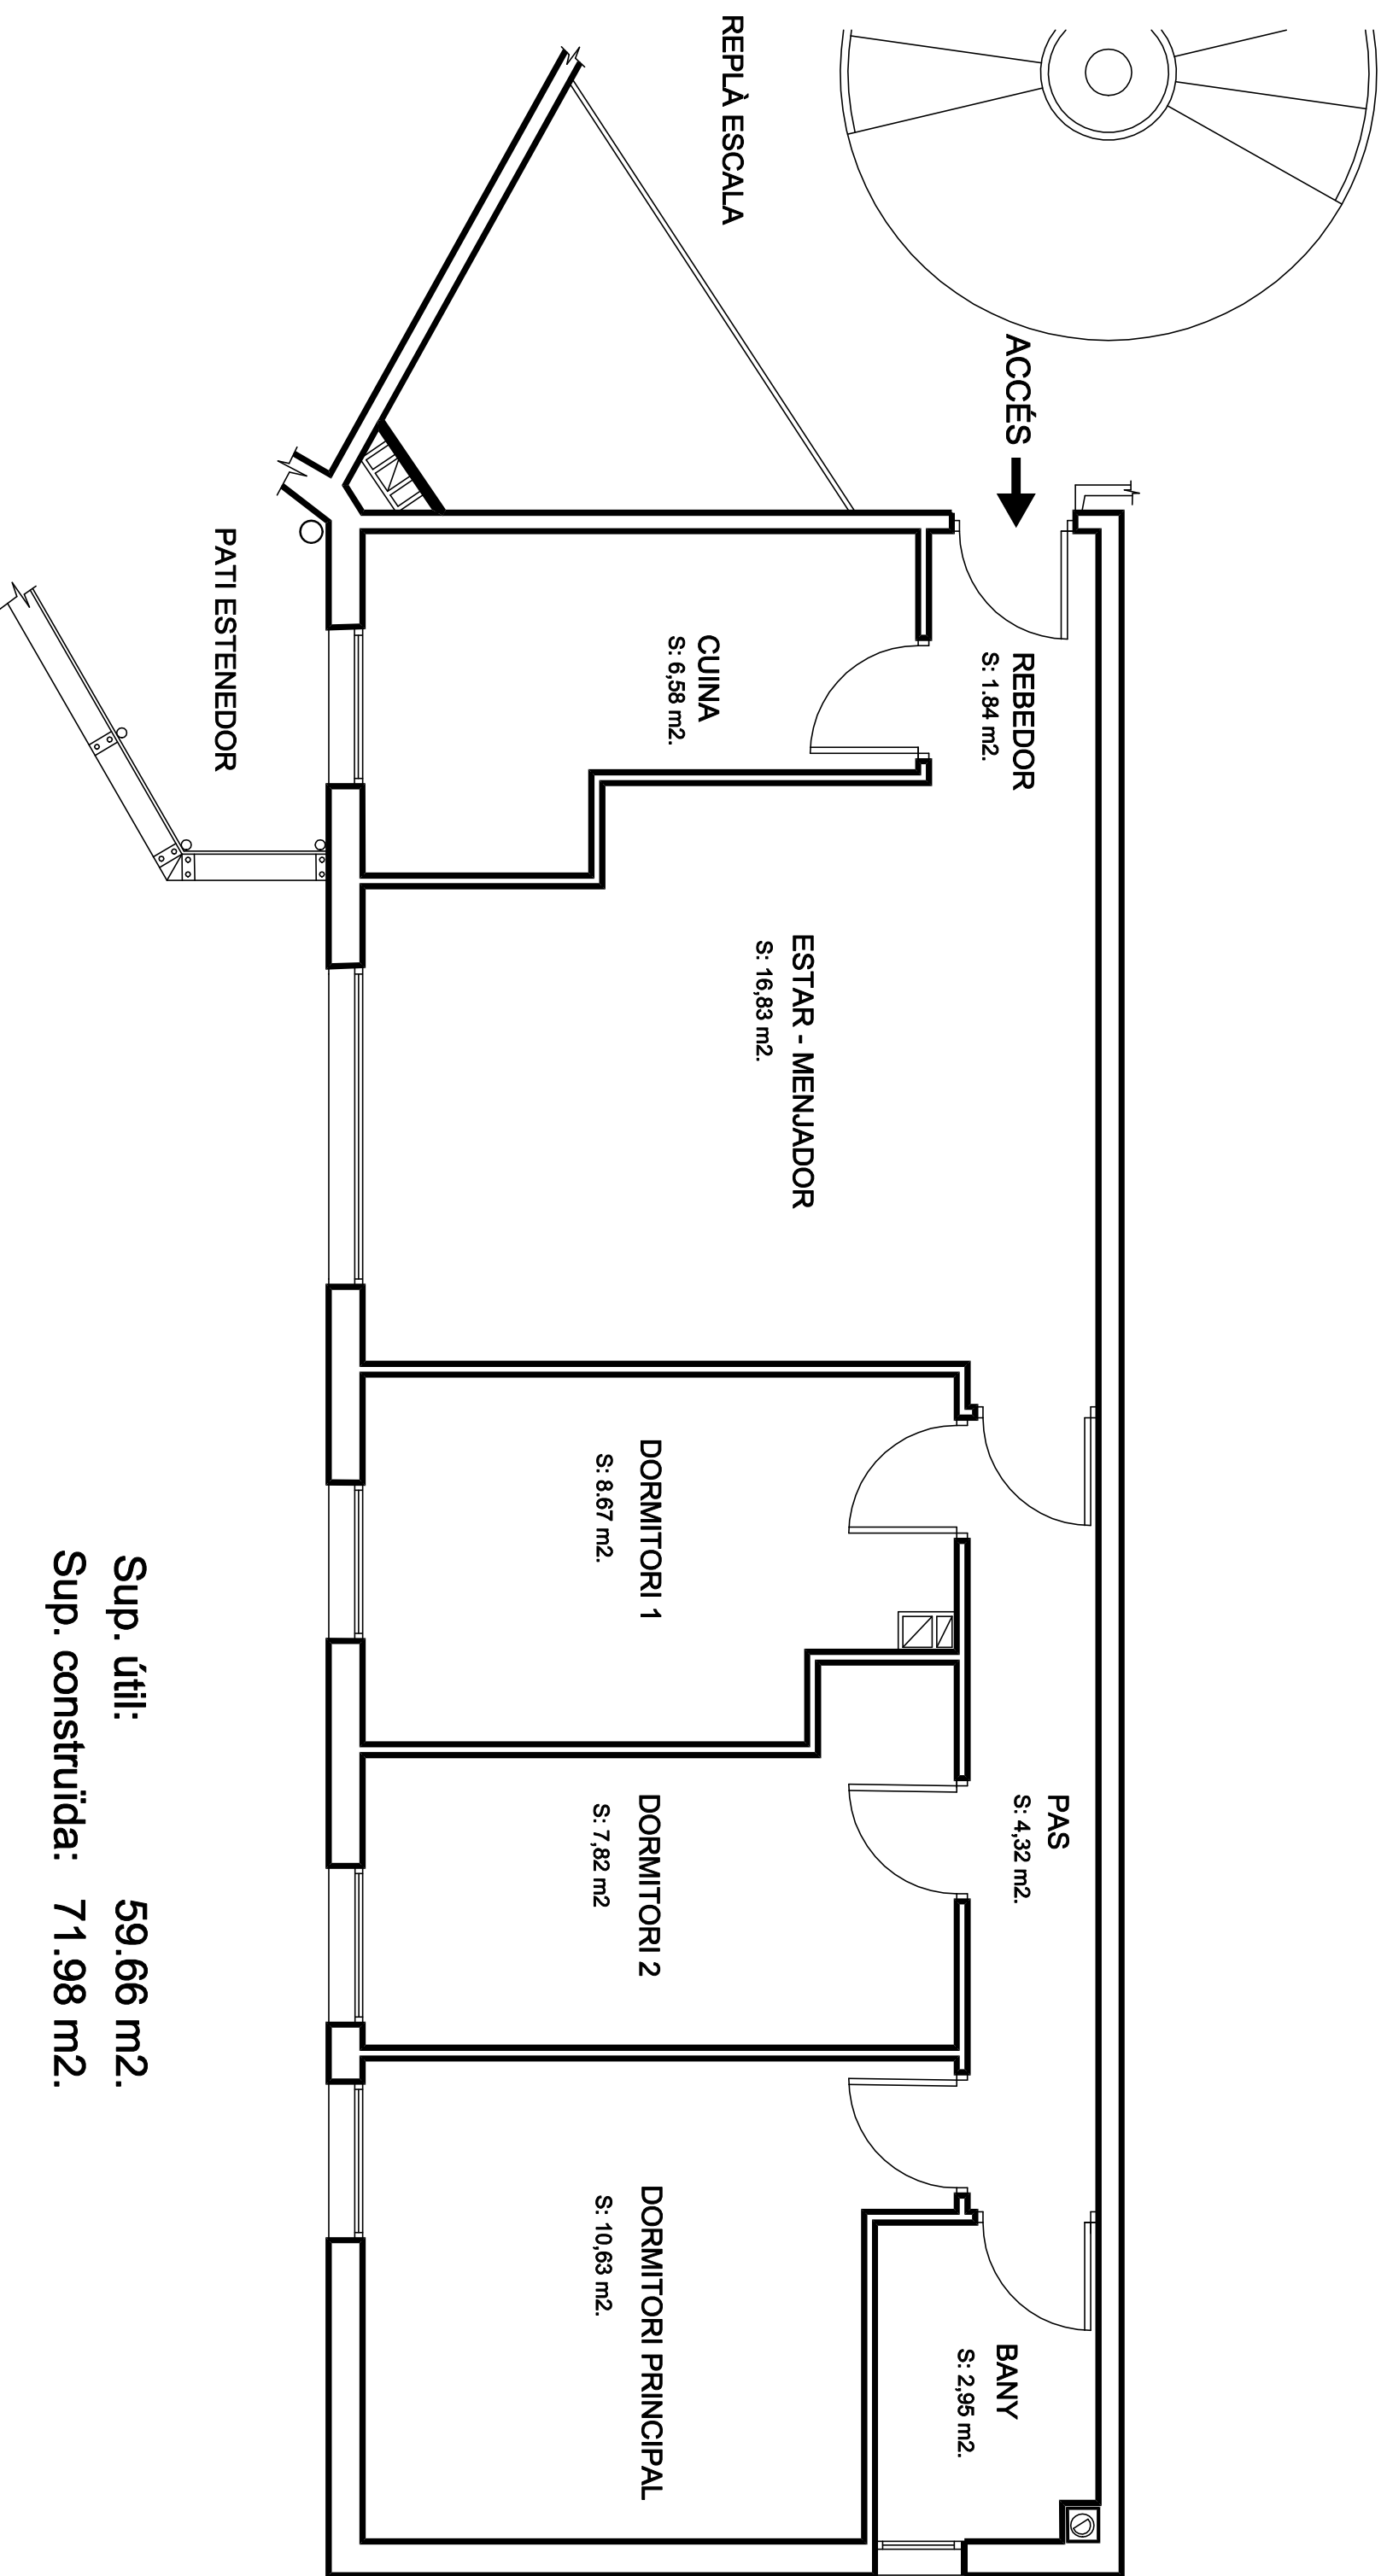 REPLÀ ESCALA
ACCÉS
REBEDOR
S: 1.84 m2.
CUINA
S: 6,58 m2.
PATI ESTENEDOR
ESTAR - MENJADOR
S: 16,83 m2.
DORMITORI 1
S: 8.67 m2.
PAS
S: 4,32 m2.
DORMITORI 2
S: 7,82 m2
DORMITORI PRINCIPAL
S: 10,63 m2.
BANY
S: 2,95 m2.
Sup. útil: 59.66 m2.
Sup. construïda: 71.98 m2.